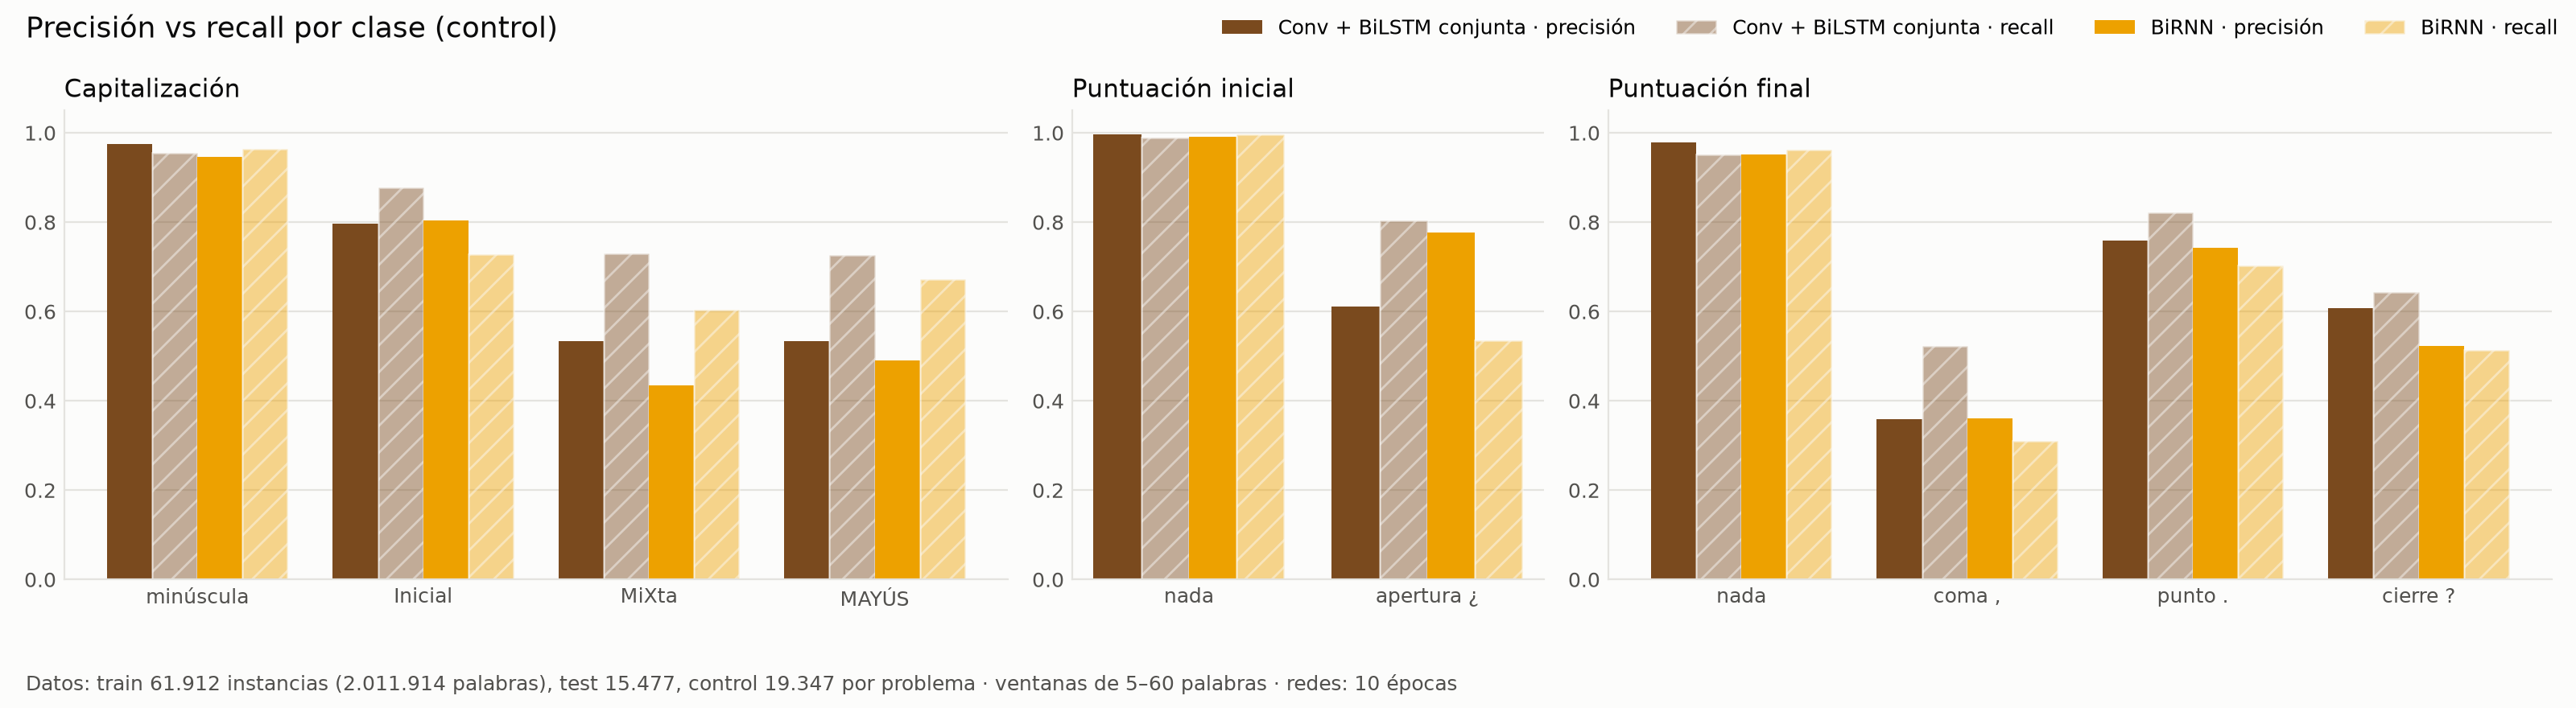 Precisión vs recall por clase (control)
Conv + BiLSTM conjunta · precisión
Conv + BiLSTM conjunta · recall
BiRNN · precisión
BiRNN · recall
Capitalización
1.0
0.8
0.6
0.4
0.2
0.0
minúscula
Inicial
MiXta
MAYÚS
Puntuación inicial
1.0
0.8
0.6
0.4
0.2
0.0
nada
apertura ¿
Puntuación final
1.0
0.8
0.6
0.4
0.2
0.0
nada
coma ,
punto .
cierre ?
Datos: train 61.912 instancias (2.011.914 palabras), test 15.477, control 19.347 por problema · ventanas de 5–60 palabras · redes: 10 épocas